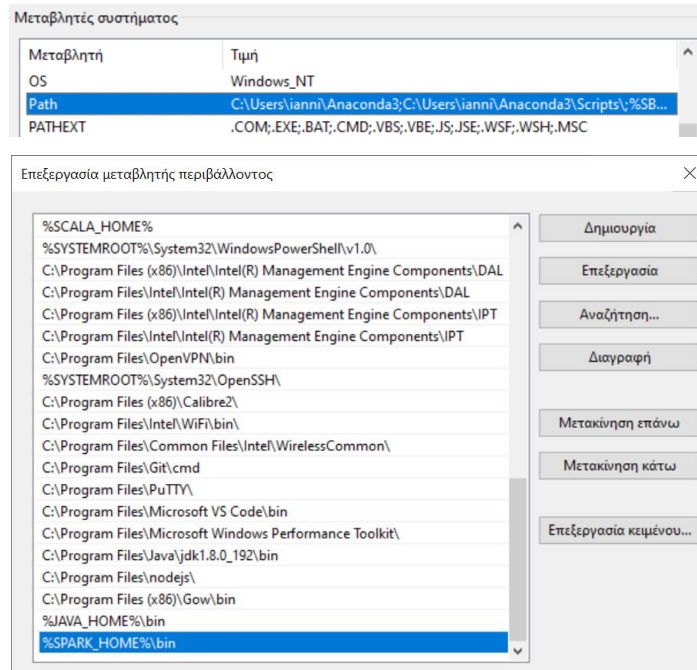 Μεταβλητές συστήματος
Μεταβλητή Τιμή
OS Windows_NT
Path C:\Users\ianni\Anaconda3;C:\Users\ianni\Anaconda3\Scripts\;%SB...
PATHEXT .COM;.EXE;.BAT;.CMD;.VBS;.VBE;.JS;.JSE;.WSF;.WSH;.MSC
Επεξεργασία μεταβλητής περιβάλλοντος
%SCALA_HOME%
%SYSTEMROOT%\System32\WindowsPowerShell\v1.0\
C:\Program Files (x86)\Intel\Intel(R) Management Engine Components\DAL
C:\Program Files\Intel\Intel(R) Management Engine Components\DAL
C:\Program Files (x86)\Intel\Intel(R) Management Engine Components\IPT
C:\Program Files\Intel\Intel(R) Management Engine Components\IPT
C:\Program Files\OpenVPN\bin
%SYSTEMROOT%\System32\OpenSSH\
C:\Program Files (x86)\Calibre2\
C:\Program Files\Intel\WiFi\bin\
C:\Program Files\Common Files\Intel\WirelessCommon\
C:\Program Files\Git\cmd
C:\Program Files\PuTTY\
C:\Program Files\Microsoft VS Code\bin
C:\Program Files\Microsoft Windows Performance Toolkit\
C:\Program Files\Java\jdk1.8.0_192\bin
C:\Program Files\nodejs\
C:\Program Files (x86)\Gow\bin
%JAVA_HOME%\bin
%SPARK_HOME%\bin
Δημιουργία
Επεξεργασία
Αναζήτηση...
Διαγραφή
Μετακίνηση επάνω
Μετακίνηση κάτω
Επεξεργασία κειμένου...